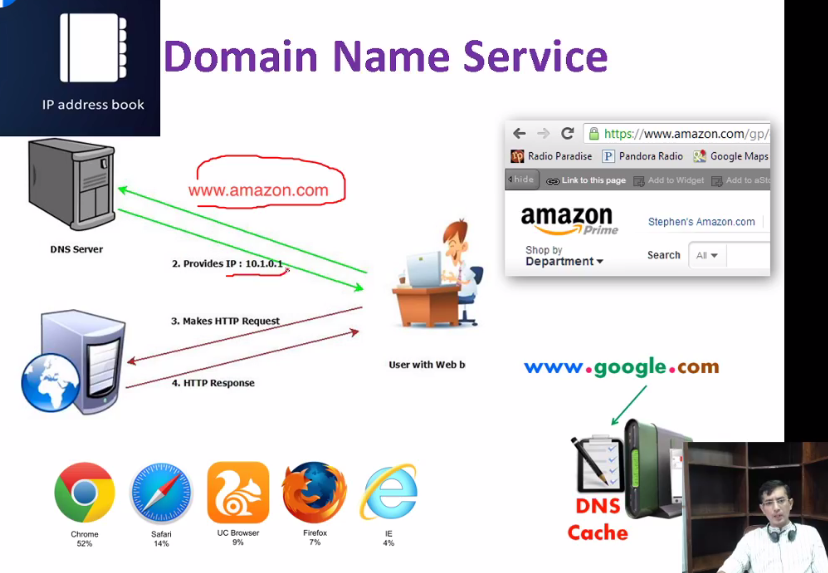 IP address book
Domain Name Service
www.amazon.com
DNS Server
2. Provides IP : 10.1.0.1
3. Makes HTTP Request
4. HTTP Response
User with Web b
https://www.amazon.com/gp/
Radio Paradise
Pandora Radio
Google Maps
hide
Link to this page
Add to Widget
Add to aSto
amazon
Prime
Stephen's Amazon.com
Shop by
Department
Search
All
www.google.com
DNS
Cache
Chrome
52%
Safari
14%
UC Browser
9%
Firefox
7%
IE
4%